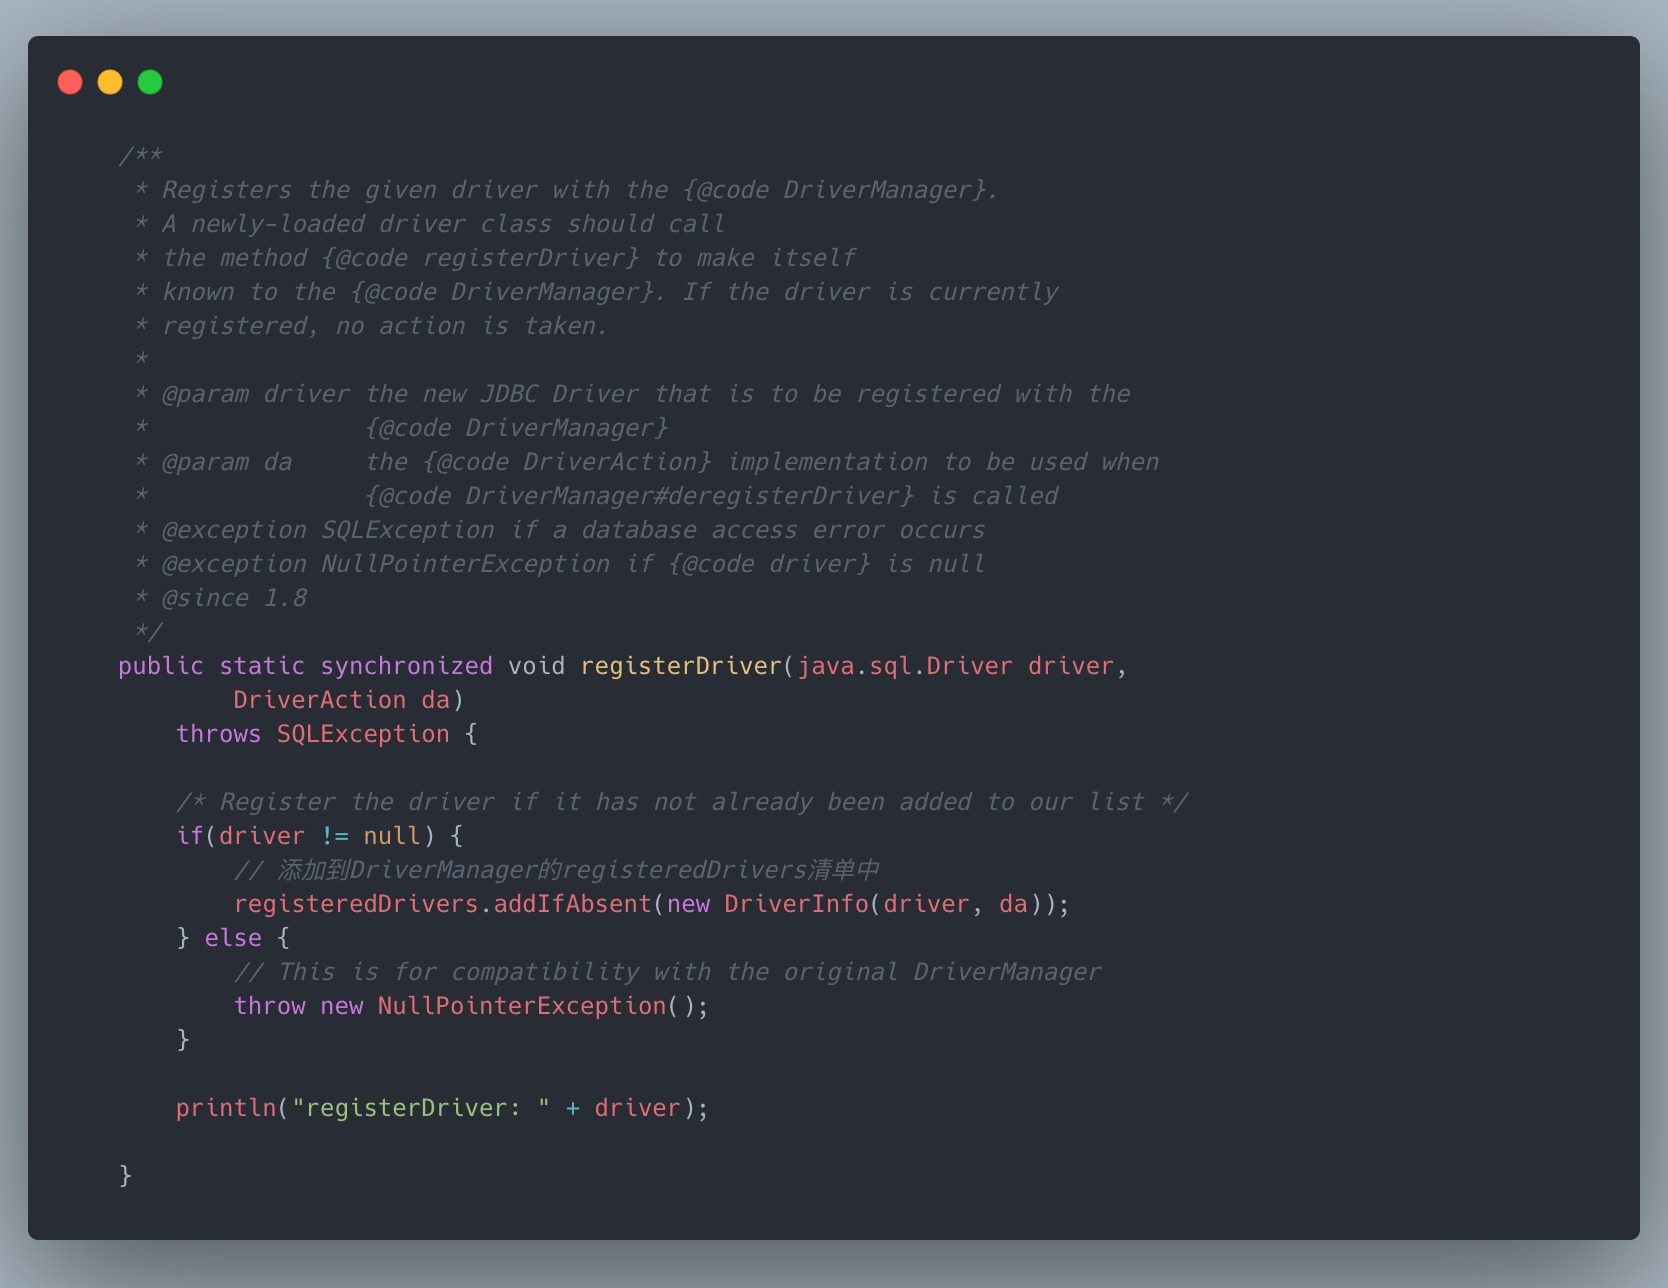 /**
 * Registers the given driver with the {@code DriverManager}.
 * A newly-loaded driver class should call
 * the method {@code registerDriver} to make itself
 * known to the {@code DriverManager}. If the driver is currently
 * registered, no action is taken.
 *
 * @param driver the new JDBC Driver that is to be registered with the
 *               {@code DriverManager}
 * @param da     the {@code DriverAction} implementation to be used when
 *               {@code DriverManager#deregisterDriver} is called
 * @exception SQLException if a database access error occurs
 * @exception NullPointerException if {@code driver} is null
 * @since 1.8
 */
public static synchronized void registerDriver(java.sql.Driver driver,
        DriverAction da)
    throws SQLException {

    /* Register the driver if it has not already been added to our list */
    if(driver != null) {
        // 添加到DriverManager的registeredDrivers清单中
        registeredDrivers.addIfAbsent(new DriverInfo(driver, da));
    } else {
        // This is for compatibility with the original DriverManager
        throw new NullPointerException();
    }

    println("registerDriver: " + driver);

}